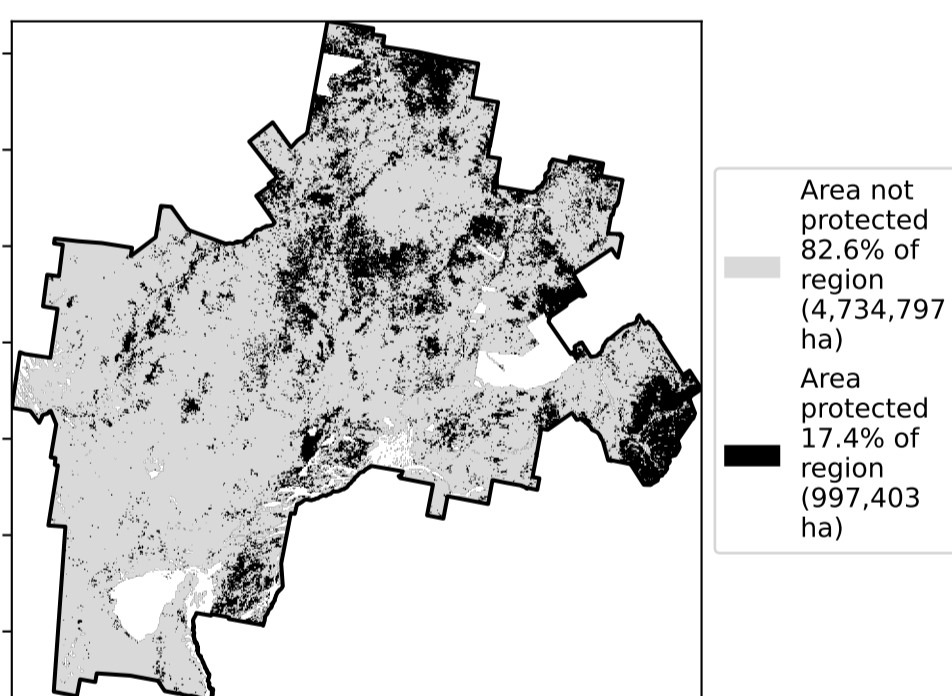 Area not
protected
82.6% of
region
(4,734,797
ha)
Area
protected
17.4% of
region
(997,403
ha)